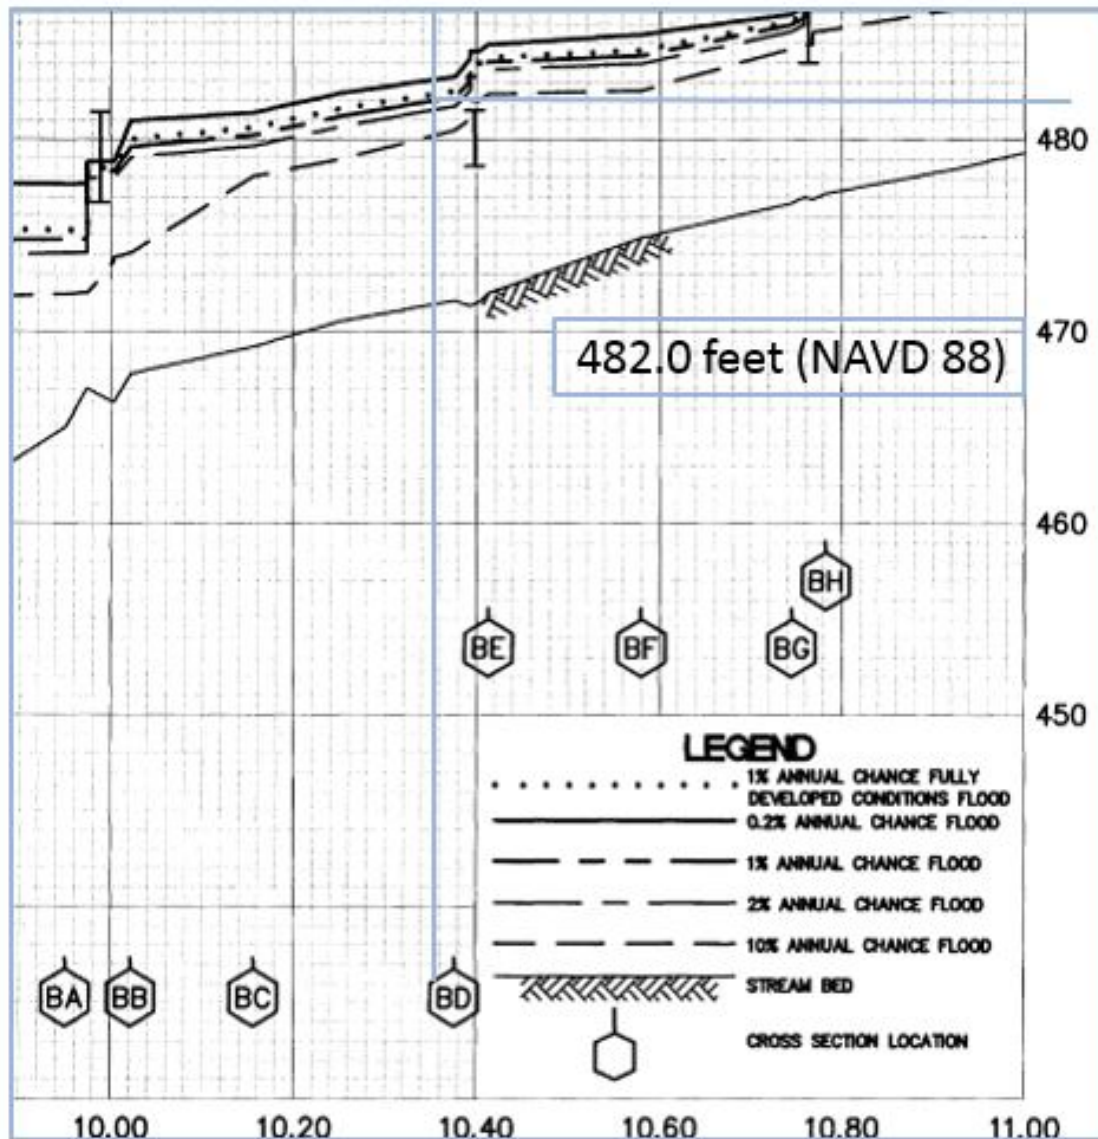 480
470
482.0 feet (NAVD 88)
460
BH
BE
BF
BG
450
LEGEND
1% ANNUAL CHANCE FULLY
DEVELOPED CONDITIONS FLOOD
0.2% ANNUAL CHANCE FLOOD
1% ANNUAL CHANCE FLOOD
2% ANNUAL CHANCE FLOOD
10% ANNUAL CHANCE FLOOD
STREAM BED
CROSS SECTION LOCATION
BA
BB
BC
BD
10.00
10.20
10.40
10.60
10.80
11.00